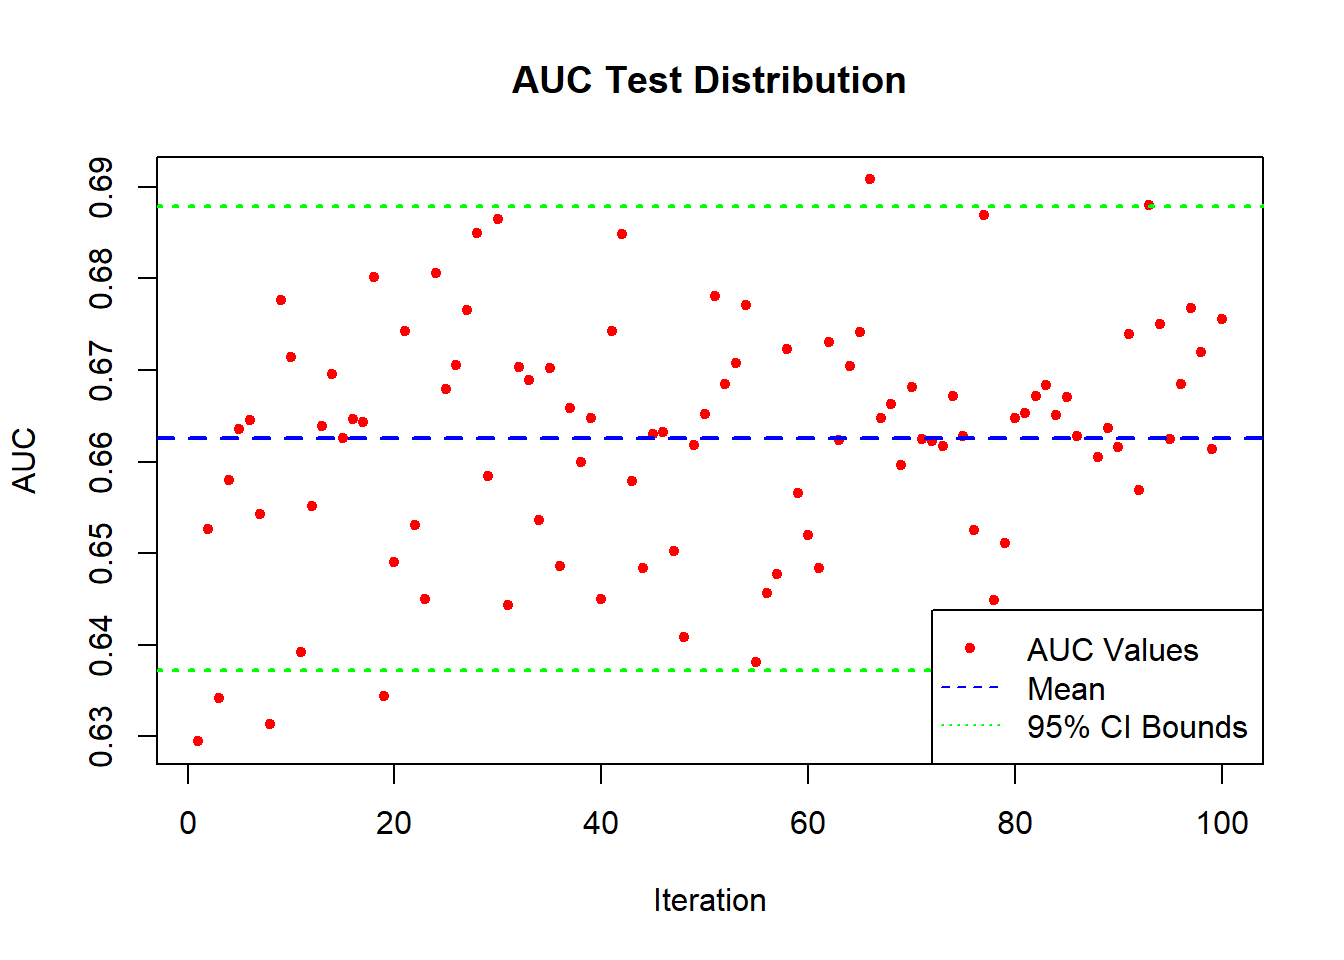 AUC Test Distribution
AUC
0.69
0.68
0.67
0.66
0.65
0.64
0.63
AUC Values
Mean
95% CI Bounds
0 20 40 60 80 100
Iteration